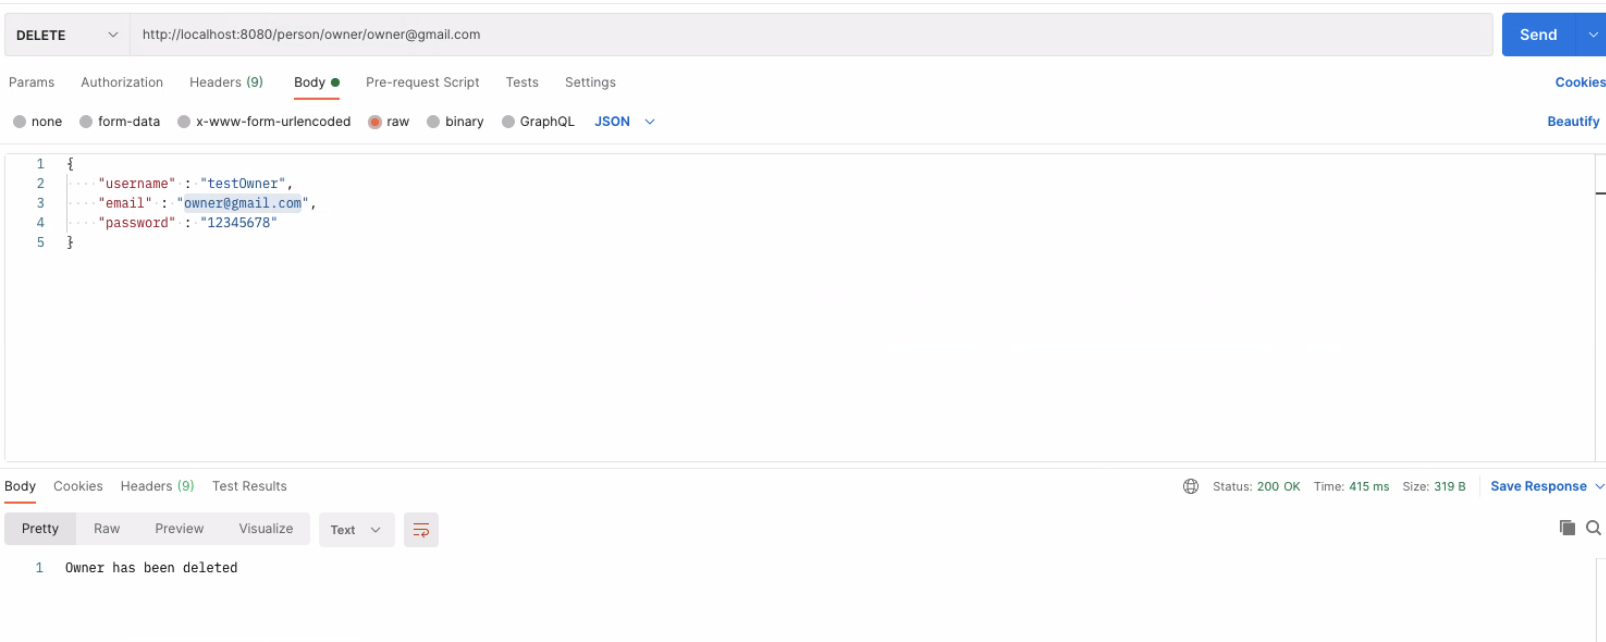 DELETE http://localhost:8080/person/owner/owner@gmail.com Send
Params Authorization Headers (9) Body Pre-request Script Tests Settings Cookies
none form-data x-www-form-urlencoded raw binary GraphQL JSON Beautify
1 {
2 "username" : "testOwner",
3 "email" : "owner@gmail.com",
4 "password" : "12345678"
5 }
Body Cookies Headers (9) Test Results Status: 200 OK Time: 415 ms Size: 319 B Save Response
Pretty Raw Preview Visualize Text
1 Owner has been deleted